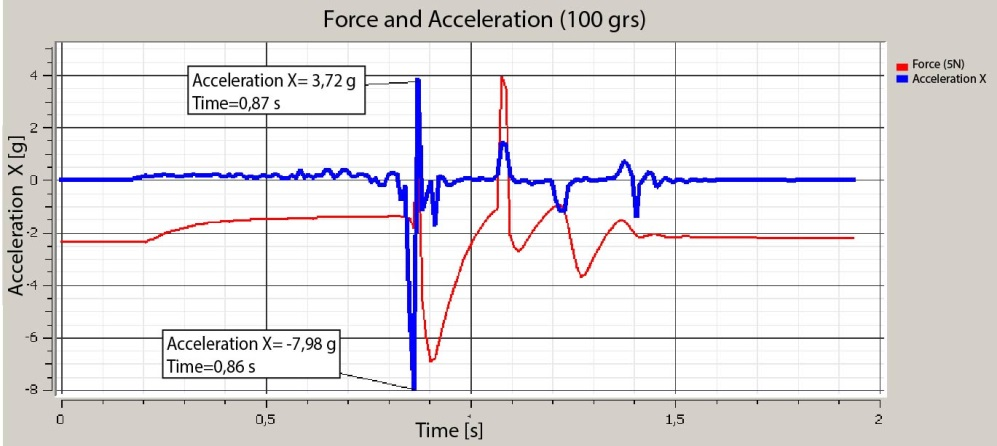 Force and Acceleration (100 grs)
Force (5N)
Acceleration X
Acceleration X= 3,72 g
Time=0,87 s
Acceleration X= -7,98 g
Time=0,86 s
Acceleration X [g]
4
2
0
-2
-4
-6
-8
0
0,5
1
1,5
2
Time [s]